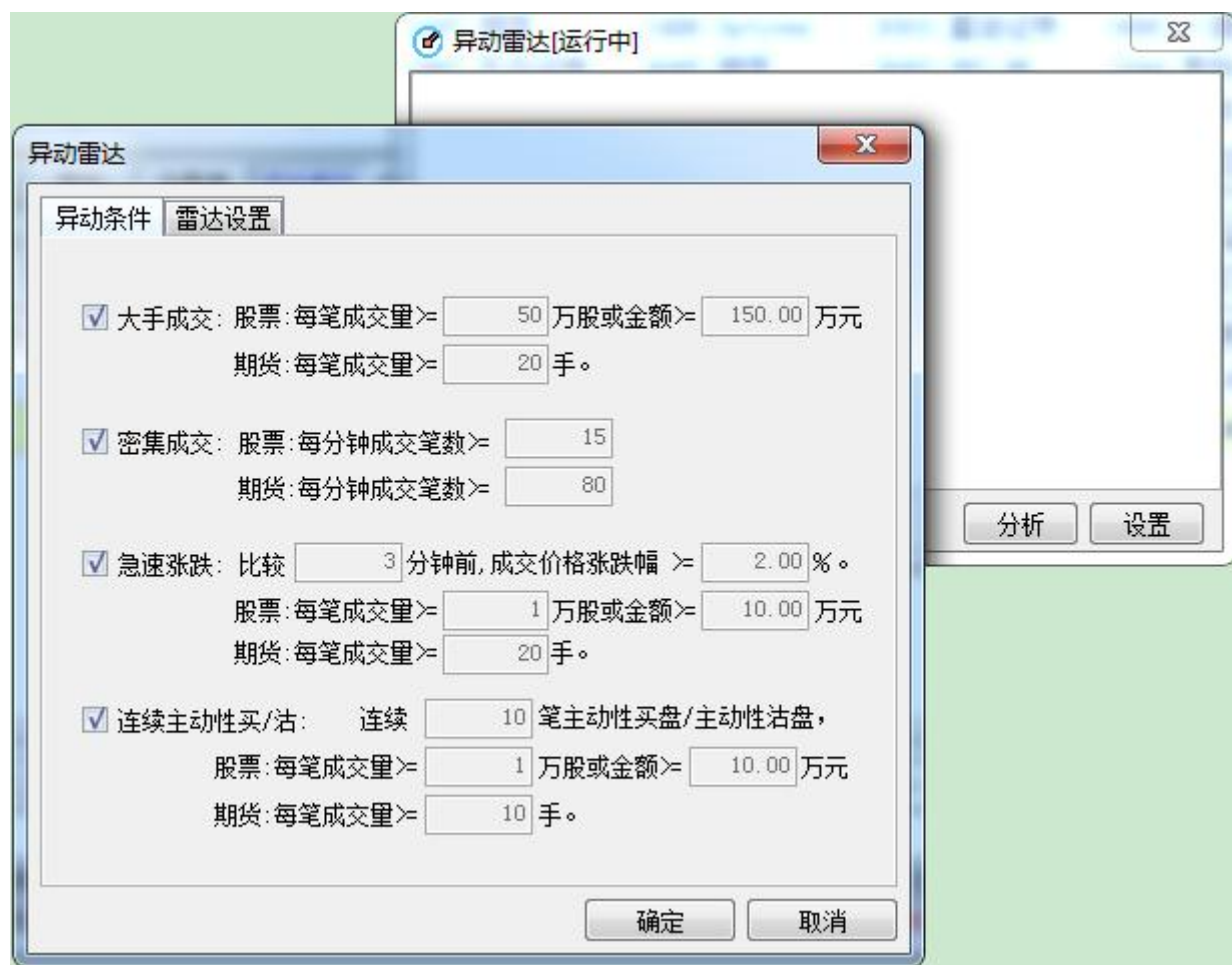 异动雷达[运行中]
异动雷达
异动条件 雷达设置
大手成交: 股票:每笔成交量>= 50 万股或金额>= 150.00 万元
期货:每笔成交量>= 20 手。
密集成交: 股票:每分钟成交笔数>= 15
期货:每分钟成交笔数>= 80
急速涨跌: 比较 3 分钟前,成交价格涨跌幅 >= 2.00 %。
股票:每笔成交量>= 1 万股或金额>= 10.00 万元
期货:每笔成交量>= 20 手。
连续主动性买/沽: 连续 10 笔主动性买盘/主动性沽盘,
股票:每笔成交量>= 1 万股或金额>= 10.00 万元
期货:每笔成交量>= 10 手。
分析 设置
确定 取消